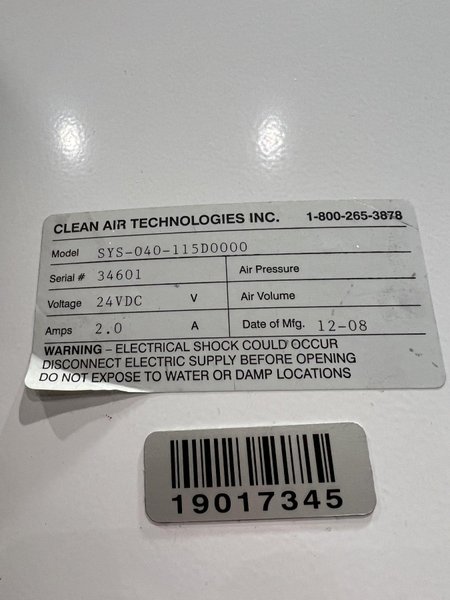 CLEAN AIR TECHNOLOGIES INC. 1-800-265-3878
Model SYS-040-115D0000
Serial # 34601 Air Pressure
Voltage 24VDC V Air Volume
Amps 2.0 A Date of Mfg. 12-08
WARNING – ELECTRICAL SHOCK COULD OCCUR
DISCONNECT ELECTRIC SUPPLY BEFORE OPENING
DO NOT EXPOSE TO WATER OR DAMP LOCATIONS
19017345